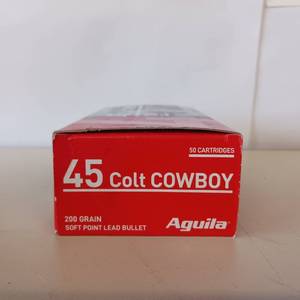 50 CARTRIDGES
45 Colt COWBOY
200 GRAIN
SOFT POINT LEAD BULLET
Aguila